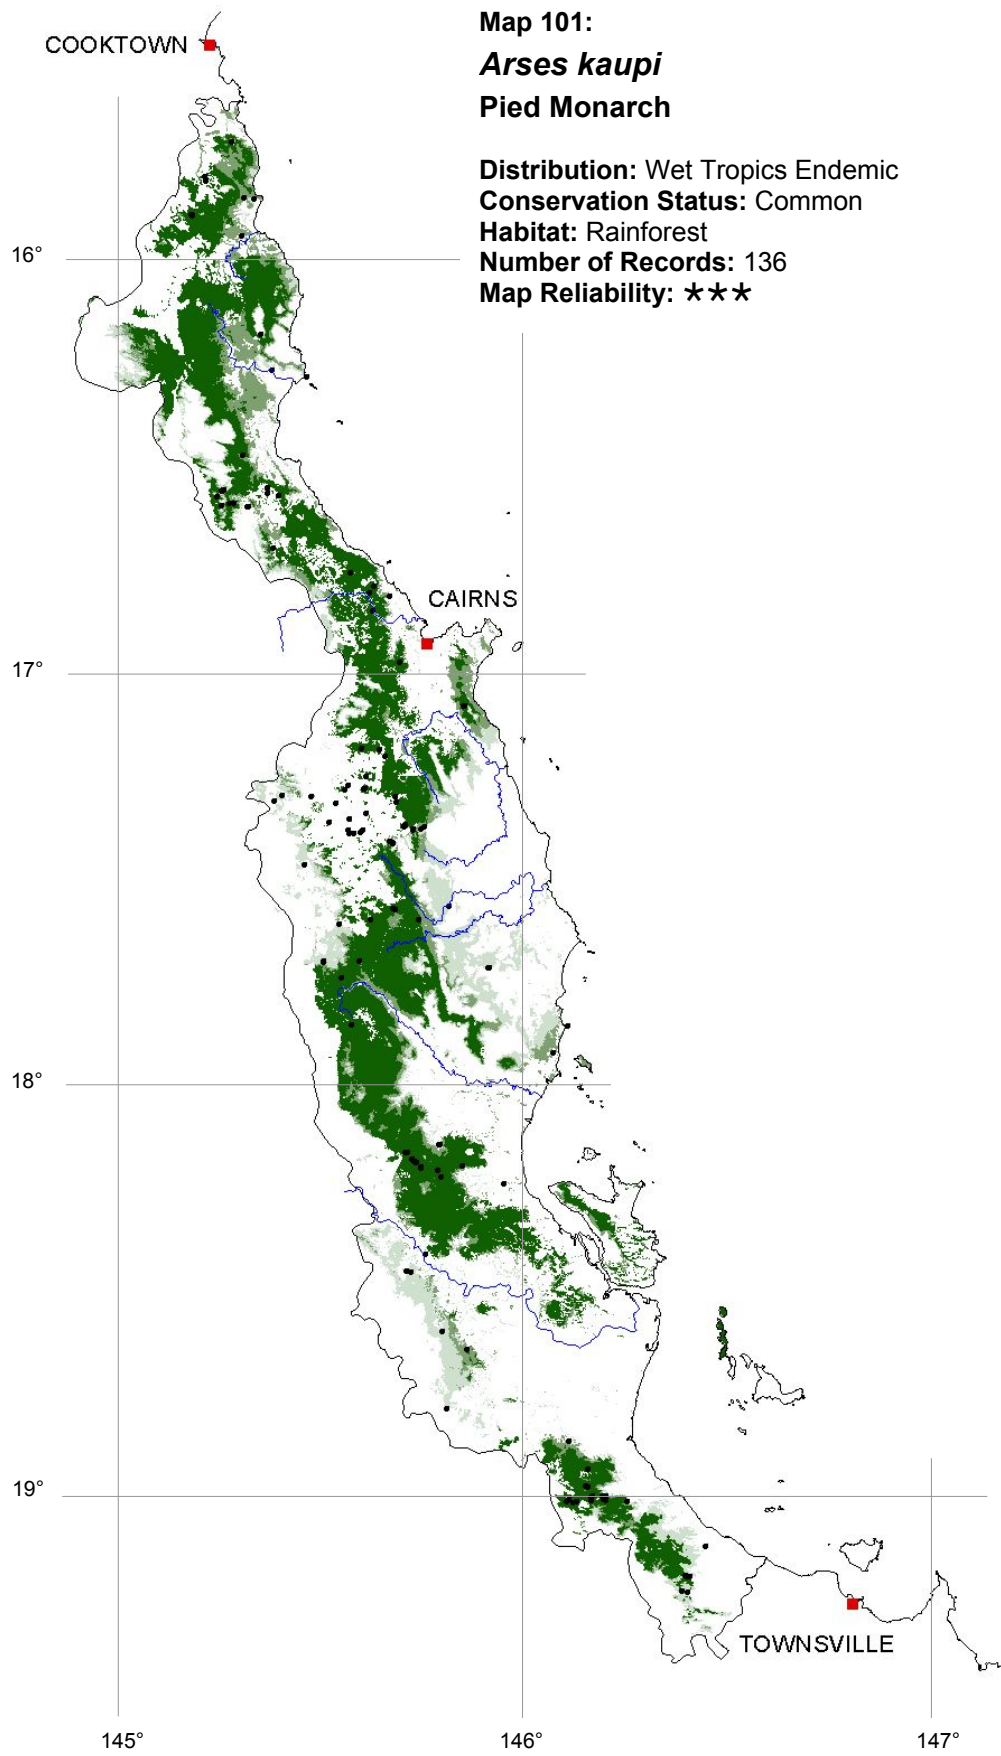 Map 101:
COOKTOWN
Arses kaupi
Pied Monarch
Distribution: Wet Tropics Endemic
Conservation Status: Common
Habitat: Rainforest
Number of Records: 136
Map Reliability: ***
16°
CAIRNS
17°
18°
19°
TOWNSVILLE
145° 146° 147°